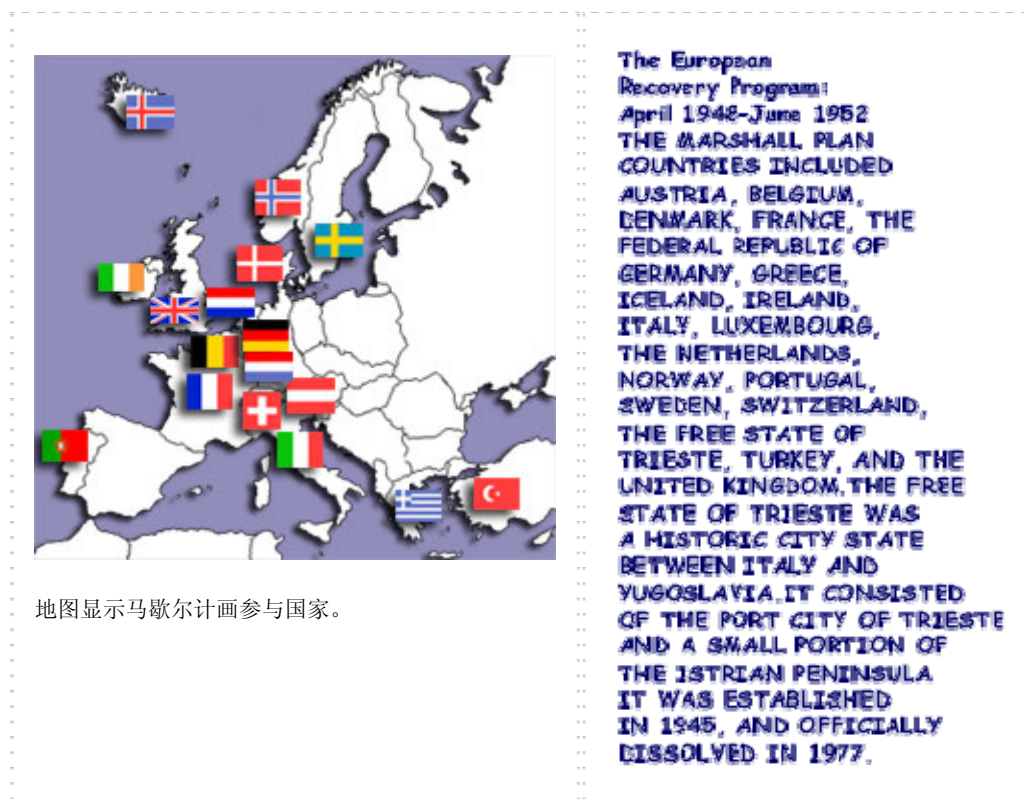 地图显示马歇尔计画参与国家。
The European
Recovery Program:
April 1948-June 1952
THE MARSHALL PLAN
COUNTRIES INCLUDED
AUSTRIA, BELGIUM,
DENMARK, FRANCE, THE
FEDERAL REPUBLIC OF
GERMANY, GREECE,
ICELAND, IRELAND,
ITALY, LUXEMBOURG,
THE NETHERLANDS,
NORWAY, PORTUGAL,
SWEDEN, SWITZERLAND,
THE FREE STATE OF
TRIESTE, TURKEY, AND THE
UNITED KINGDOM.THE FREE
STATE OF TRIESTE WAS
A HISTORIC CITY STATE
BETWEEN ITALY AND
YUGOSLAVIA.IT CONSISTED
OF THE PORT CITY OF TRIESTE
AND A SMALL PORTION OF
THE ISTRIAN PENINSULA
IT WAS ESTABLISHED
IN 1945, AND OFFICIALLY
DISSOLVED IN 1977.